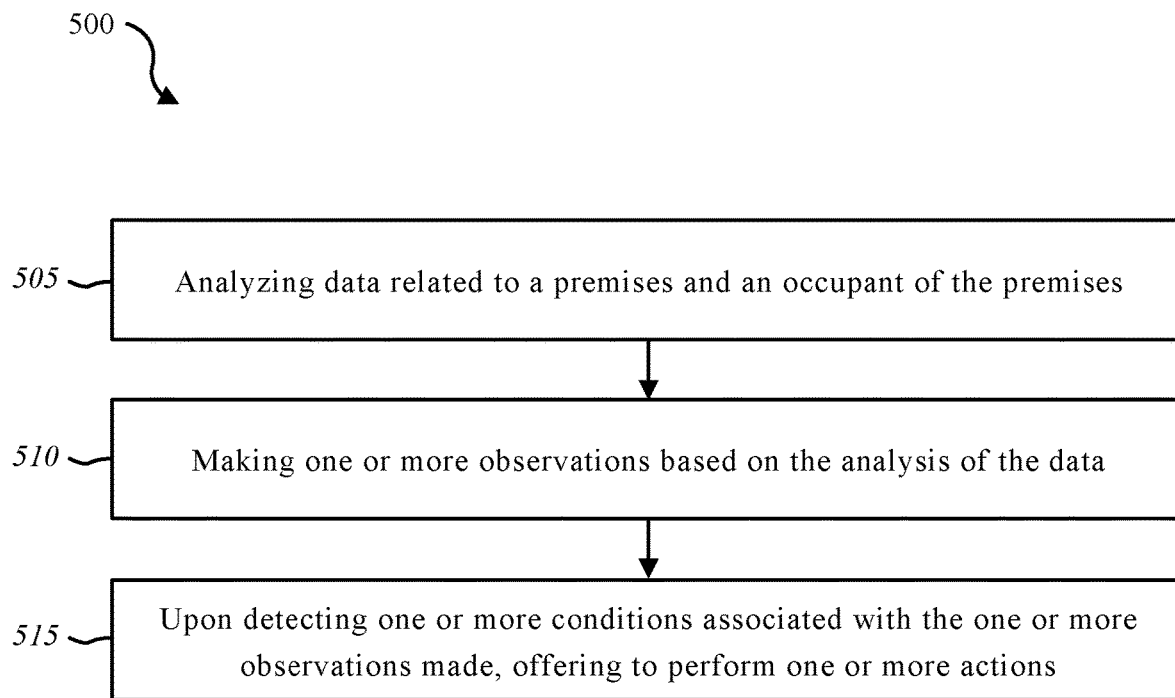 500
505
Analyzing data related to a premises and an occupant of the premises
510
Making one or more observations based on the analysis of the data
515
Upon detecting one or more conditions associated with the one or more
observations made, offering to perform one or more actions